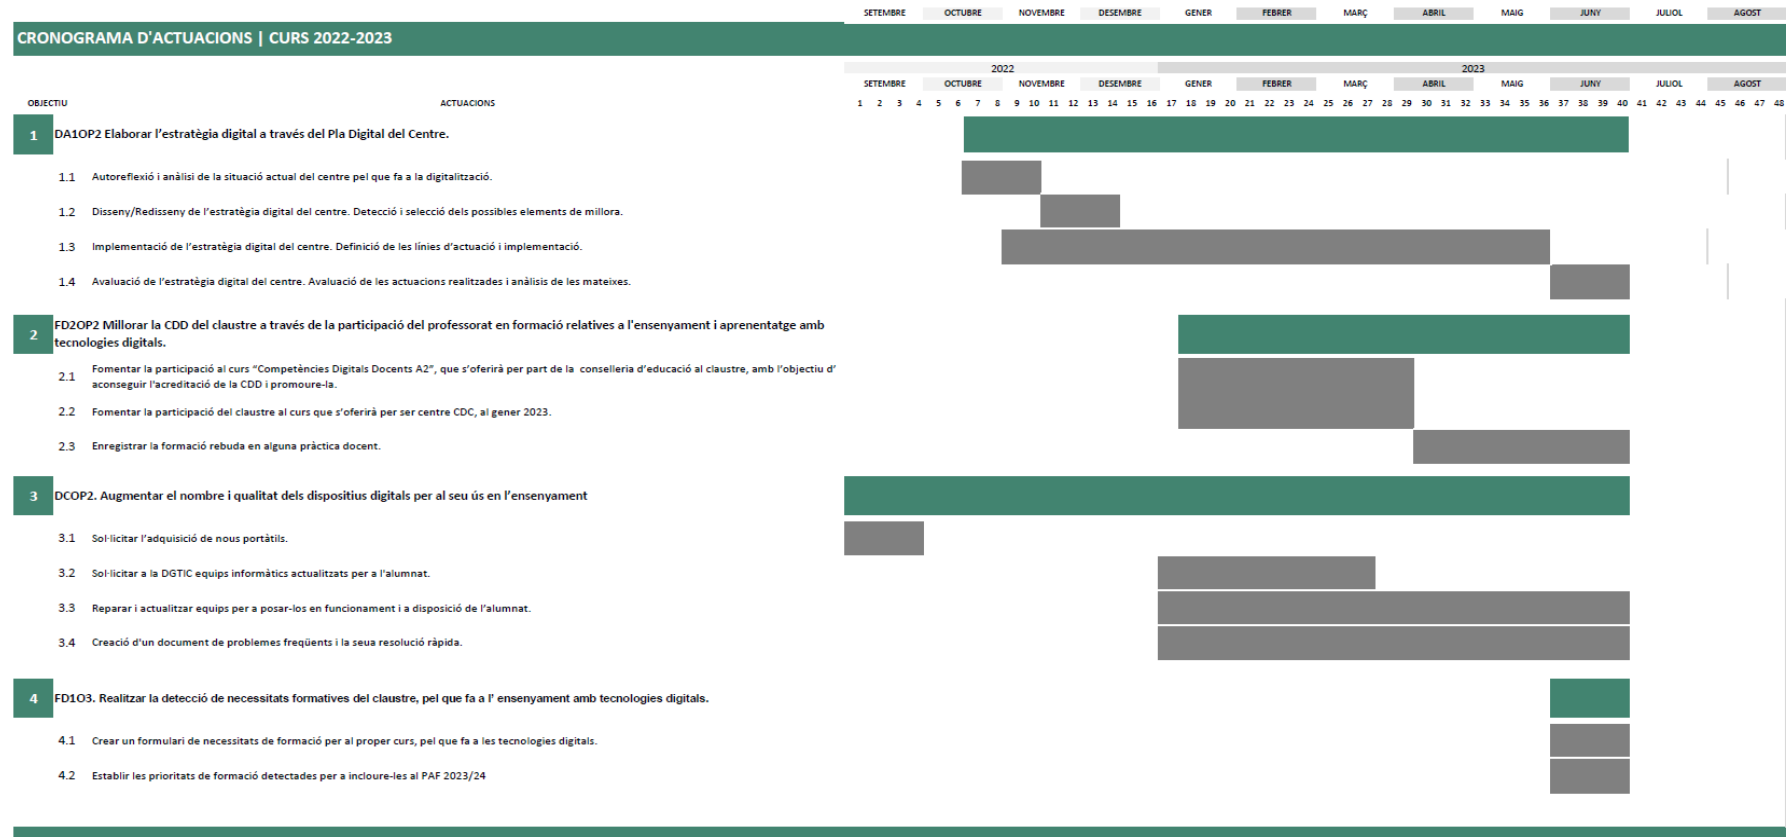 SETEMBRE OCTUBRE NOVEMBRE DESEMBRE GENER FEBRER MARÇ ABRIL MAIG JUNY JULIOL AGOST
CRONOGRAMA D'ACTUACIONS | CURS 2022-2023
2022 2023
SETEMBRE OCTUBRE NOVEMBRE DESEMBRE GENER FEBRER MARÇ ABRIL MAIG JUNY JULIOL AGOST
OBJECTIU ACTUACIONS 1 2 3 4 5 6 7 8 9 10 11 12 13 14 15 16 17 18 19 20 21 22 23 24 25 26 27 28 29 30 31 32 33 34 35 36 37 38 39 40 41 42 43 44 45 46 47 48
1 DA1OP2 Elaborar l’estratègia digital a través del Pla Digital del Centre.
1.1 Autoreflexió i anàlisi de la situació actual del centre pel que fa a la digitalització.
1.2 Disseny/Redisseny de l’estratègia digital del centre. Detecció i selecció dels possibles elements de millora.
1.3 Implementació de l’estratègia digital del centre. Definició de les línies d’actuació i implementació.
1.4 Avaluació de l’estratègia digital del centre. Avaluació de les actuacions realitzades i anàlisis de les mateixes.
2 FD2OP2 Millorar la CDD del claustre a través de la participació del professorat en formació relatives a l'ensenyament i aprenentatge amb
tecnologies digitals.
2.1 Fomentar la participació al curs “Competències Digitals Docents A2”, que s’oferirà per part de la conselleria d’educació al claustre, amb l’objectiu d’
aconseguir l'acreditació de la CDD i promoure-la.
2.2 Fomentar la participació del claustre al curs que s’oferirà per ser centre CDC, al gener 2023.
2.3 Enregistrar la formació rebuda en alguna pràctica docent.
3 DCOP2. Augmentar el nombre i qualitat dels dispositius digitals per al seu ús en l’ensenyament
3.1 Sol·licitar l’adquisició de nous portàtils.
3.2 Sol·licitar a la DGTIC equips informàtics actualitzats per a l’alumnat.
3.3 Reparar i actualitzar equips per a posar-los en funcionament i a disposició de l’alumnat.
3.4 Creació d'un document de problemes freqüents i la seua resolució ràpida.
4 FD1O3. Realitzar la detecció de necessitats formatives del claustre, pel que fa a l’ ensenyament amb tecnologies digitals.
4.1 Crear un formulari de necessitats de formació per al proper curs, pel que fa a les tecnologies digitals.
4.2 Establir les prioritats de formació detectades per a incloure-les al PAF 2023/24